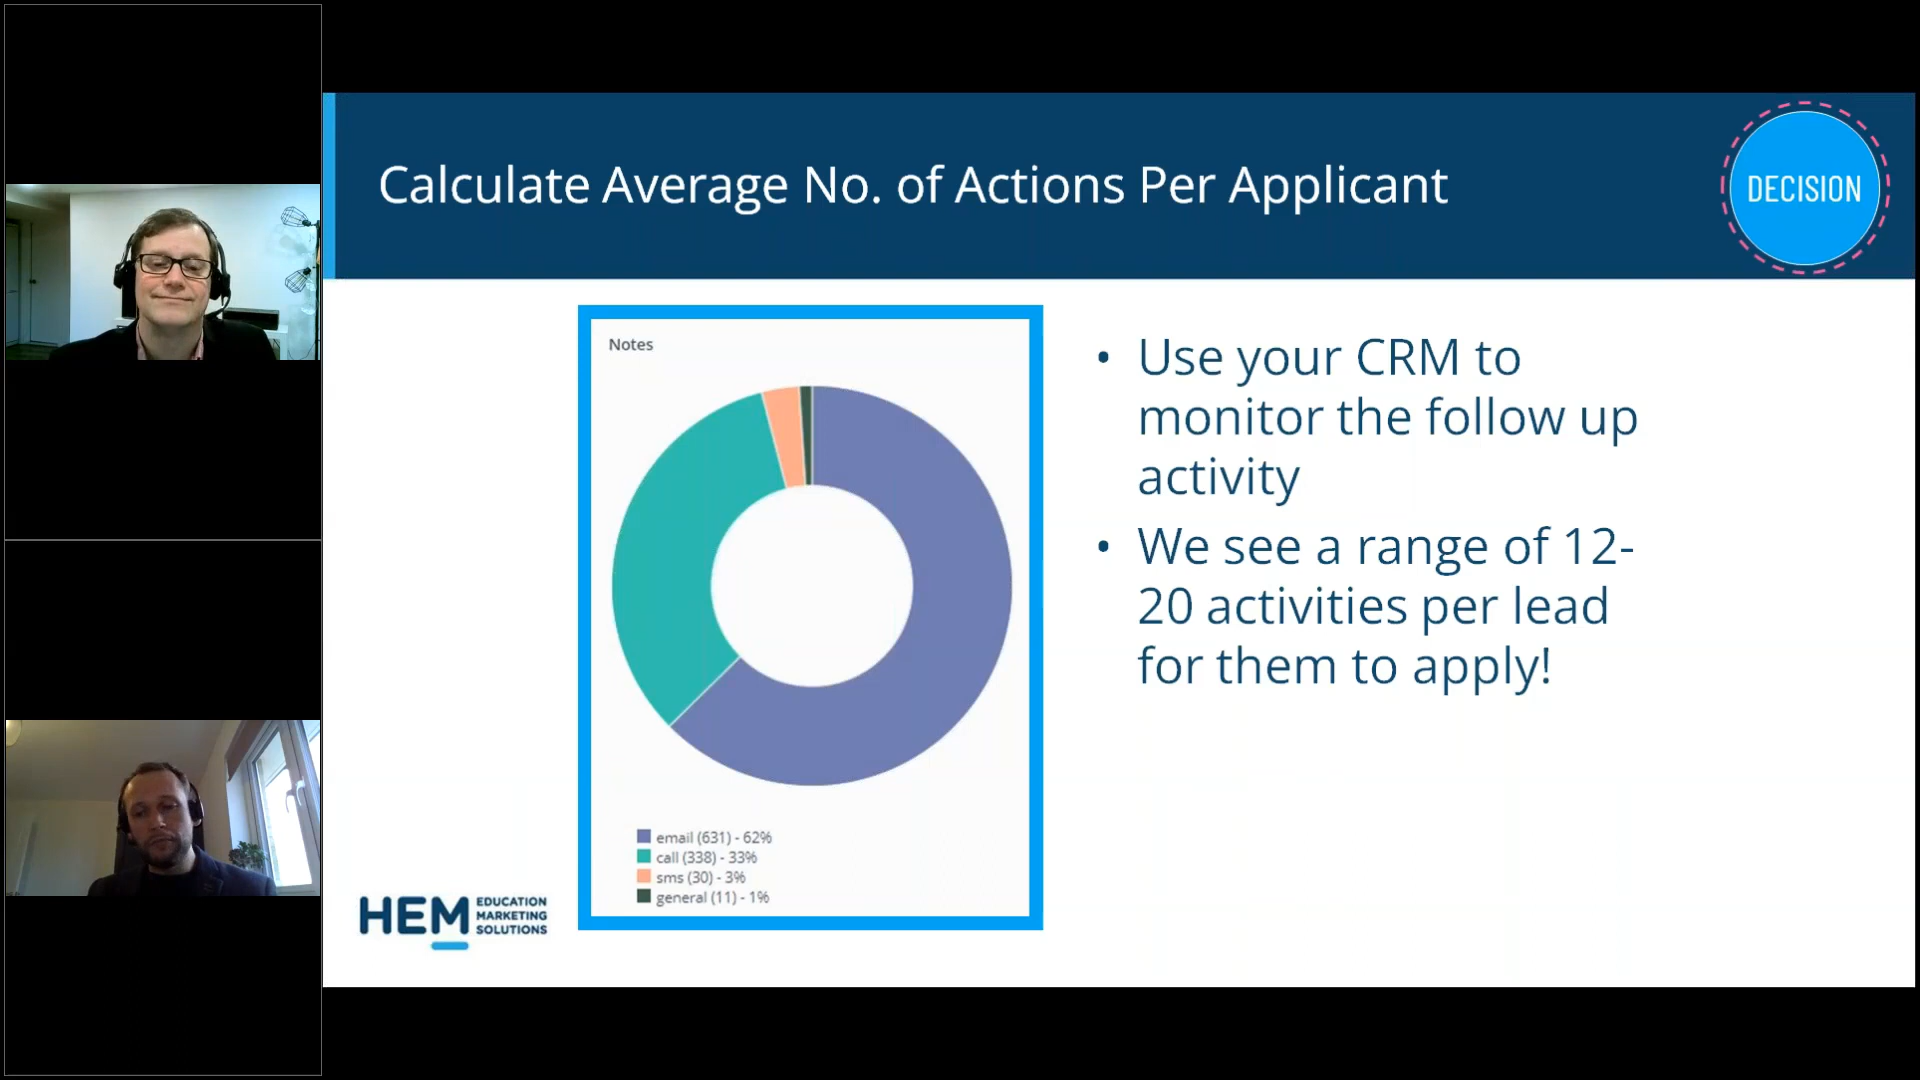 Calculate Average No. of Actions Per Applicant
DECISION
Notes
email (631) - 62%
call (338) - 33%
sms (30) - 3%
general (11) - 1%
• Use your CRM to
monitor the follow up
activity
• We see a range of 12-
20 activities per lead
for them to apply!
HEM
EDUCATION
MARKETING
SOLUTIONS